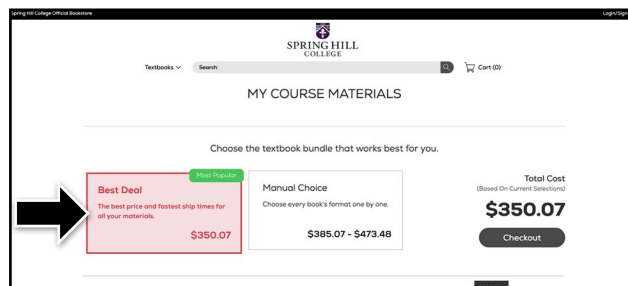 Spring Hill College Official Bookstore
Login/Sign
SPRING HILL
COLLEGE
Textbooks
Search
Cart (0)
MY COURSE MATERIALS
Choose the textbook bundle that works best for you.
Most Popular
Best Deal
The best price and fastest ship times for
all your materials.
$350.07
Manual Choice
Choose every book's format one by one.
$385.07 - $473.48
Total Cost
(Based On Current Selections)
$350.07
Checkout